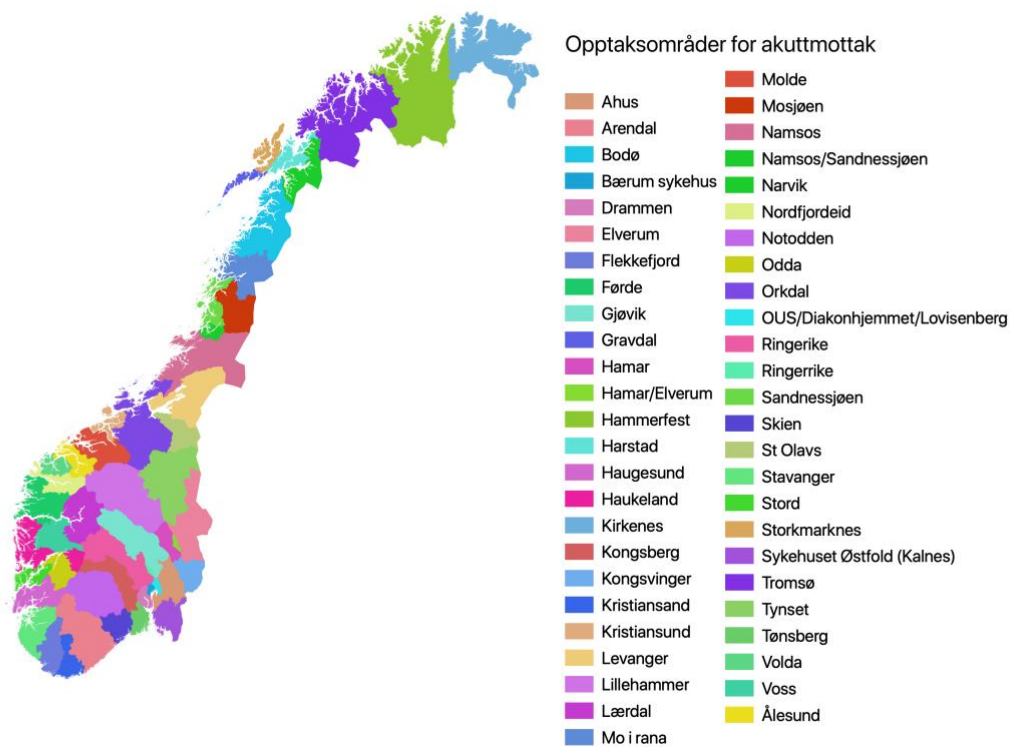 Opptaksområder for akuttmottak
Ahus
Arendal
Bodø
Bærum sykehus
Drammen
Elverum
Flekkefjord
Førde
Gjøvik
Gravdal
Hamar
Hamar/Elverum
Hammerfest
Harstad
Haugesund
Haukeland
Kirkenes
Kongsberg
Kongsvinger
Kristiansand
Kristiansund
Levanger
Lillehammer
Lærdal
Mo i rana
Molde
Mosjøen
Namsos
Namsos/Sandnessjøen
Narvik
Nordfjordeid
Notodden
Odda
Orkdal
OUS/Diakonhjemmet/Lovisenberg
Ringerike
Ringerrike
Sandnessjøen
Skien
St Olavs
Stavanger
Stord
Storkmarknes
Sykehuset Østfold (Kalnes)
Tromsø
Tynset
Tønsberg
Volda
Voss
Ålesund